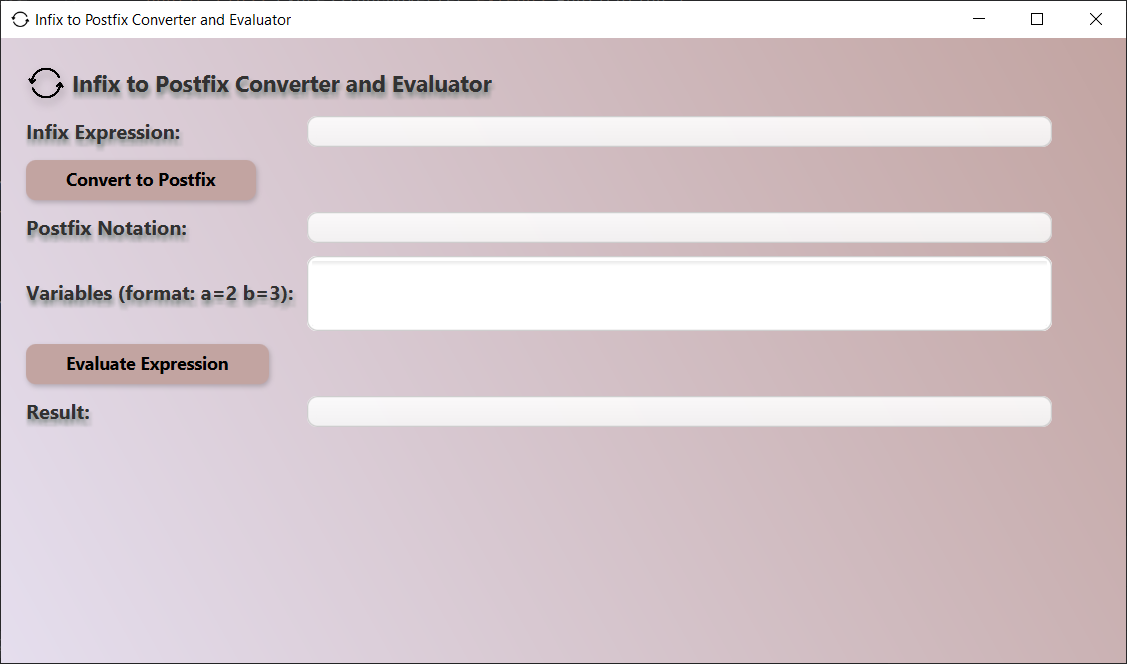 Infix to Postfix Converter and Evaluator
Infix to Postfix Converter and Evaluator
Infix Expression:
Convert to Postfix
Postfix Notation:
Variables (format: a=2 b=3):
Evaluate Expression
Result: